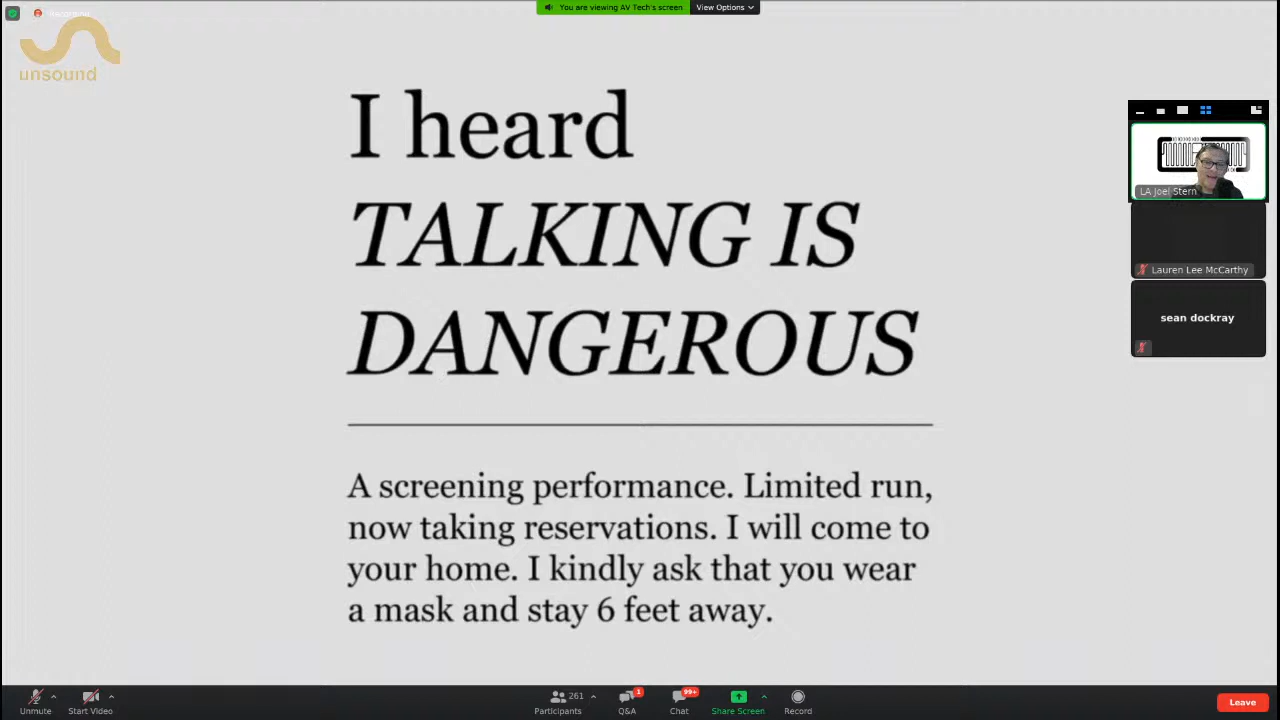 Recording
You are viewing AV Tech's screen
View Options
unsound
I heard
TALKING IS
DANGEROUS
A screening performance. Limited run,
now taking reservations. I will come to
your home. I kindly ask that you wear
a mask and stay 6 feet away.
LA Joel Stern
Lauren Lee McCarthy
sean dockray
Unmute
Start Video
261
Participants
1
Q&A
99+
Chat
Share Screen
Record
Leave